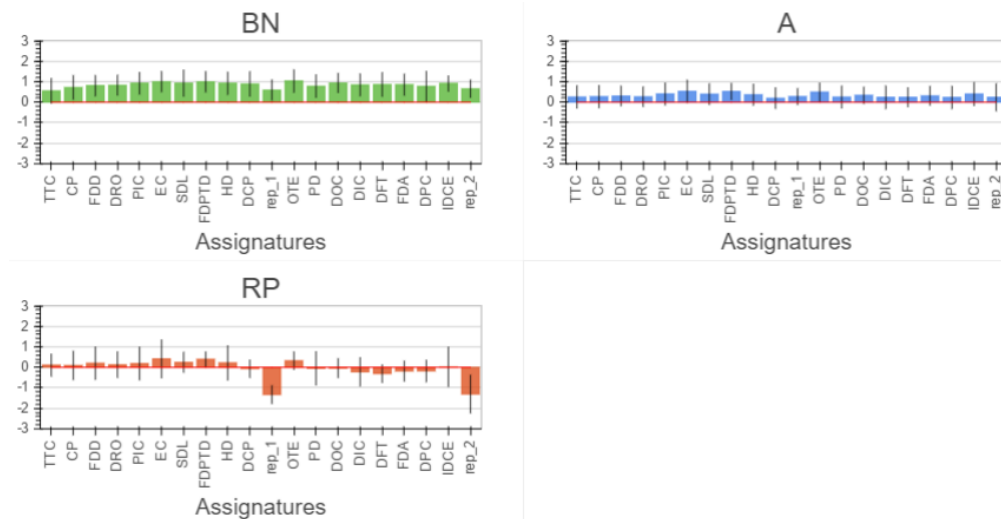 BN
3
2
1
0
-1
-2
-3
TTC CP FDD DRO PIC EC SDL FDPTD HD DCP rep_1 OTE PD DOC DIC DFT FDA DPC IDCE rep_2
Assignatures
A
3
2
1
0
-1
-2
-3
TTC CP FDD DRO PIC EC SDL FDPTD HD DCP rep_1 OTE PD DOC DIC DFT FDA DPC IDCE rep_2
Assignatures
RP
3
2
1
0
-1
-2
-3
TTC CP FDD DRO PIC EC SDL FDPTD HD DCP rep_1 OTE PD DOC DIC DFT FDA DPC IDCE rep_2
Assignatures